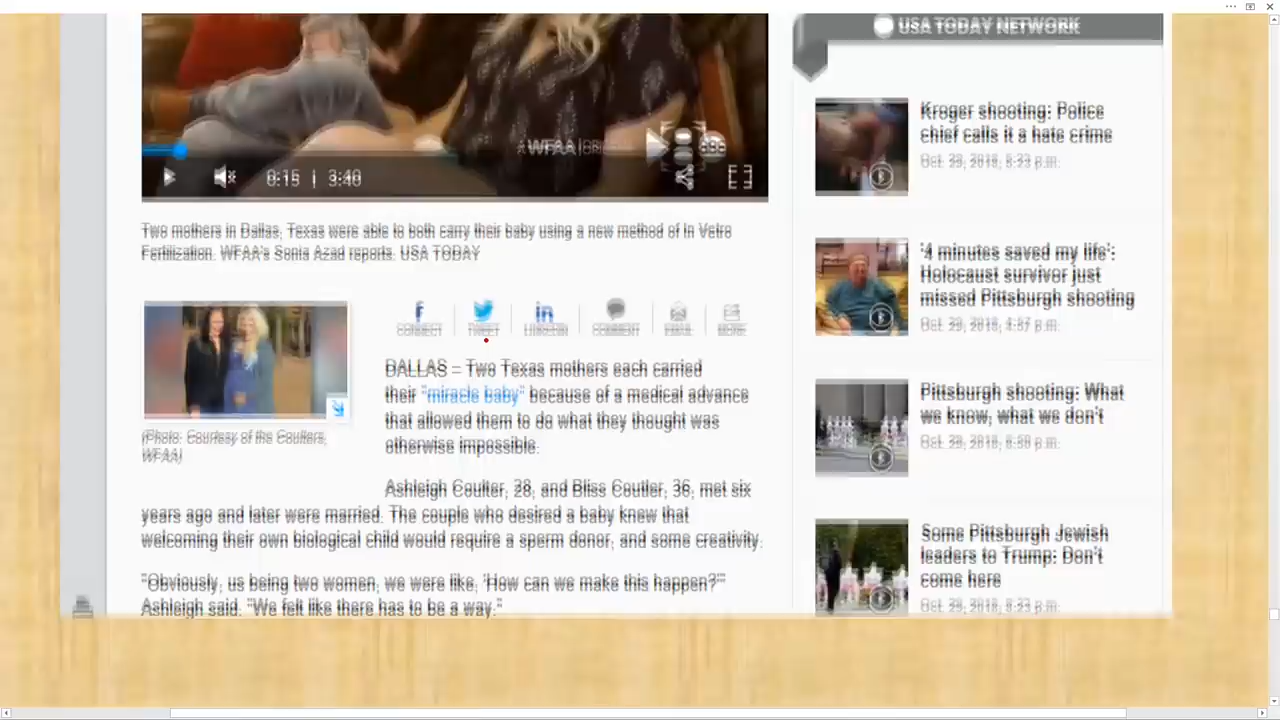 USA TODAY NETWORK
WFAA
0:15 | 3:40
Two mothers in Dallas, Texas were able to both carry their baby using a new method of In Vetro
Fertilization. WFAA's Sonia Azad reports. USA TODAY
CONNECT
TWEET
LINKEDIN
COMMENT
EMAIL
MORE
(Photo: Courtesy of the Coulters,
WFAA)
DALLAS – Two Texas mothers each carried
their "miracle baby" because of a medical advance
that allowed them to do what they thought was
otherwise impossible.
Ashleigh Coulter, 28, and Bliss Coulter, 36, met six
years ago and later were married. The couple who desired a baby knew that
welcoming their own biological child would require a sperm donor, and some creativity.
"Obviously, us being two women, we were like, 'How can we make this happen?'"
Ashleigh said. "We felt like there has to be a way."
Kroger shooting: Police
chief calls it a hate crime
Oct. 29, 2018, 5:23 p.m.
'4 minutes saved my life':
Holocaust survivor just
missed Pittsburgh shooting
Oct. 29, 2018, 4:57 p.m.
Pittsburgh shooting: What
we know, what we don't
Oct. 29, 2018
Some Pittsburgh Jewish
leaders to Trump: Don't
come here
Oct. 29, 2018, 8:23 p.m.